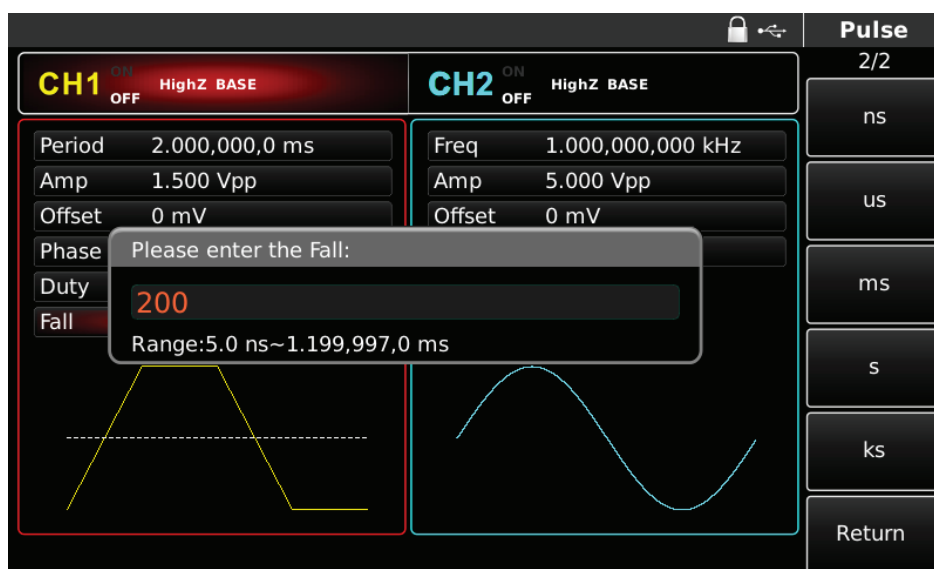 Pulse
2/2
CH1 ON OFF HighZ BASE
CH2 ON OFF HighZ BASE
Period 2.000,000,0 ms
Amp 1.500 Vpp
Offset 0 mV
Phase
Duty
Fall
Freq 1.000,000,000 kHz
Amp 5.000 Vpp
Offset 0 mV
Please enter the Fall:
200
Range:5.0 ns~1.199,997,0 ms
ns
us
ms
s
ks
Return